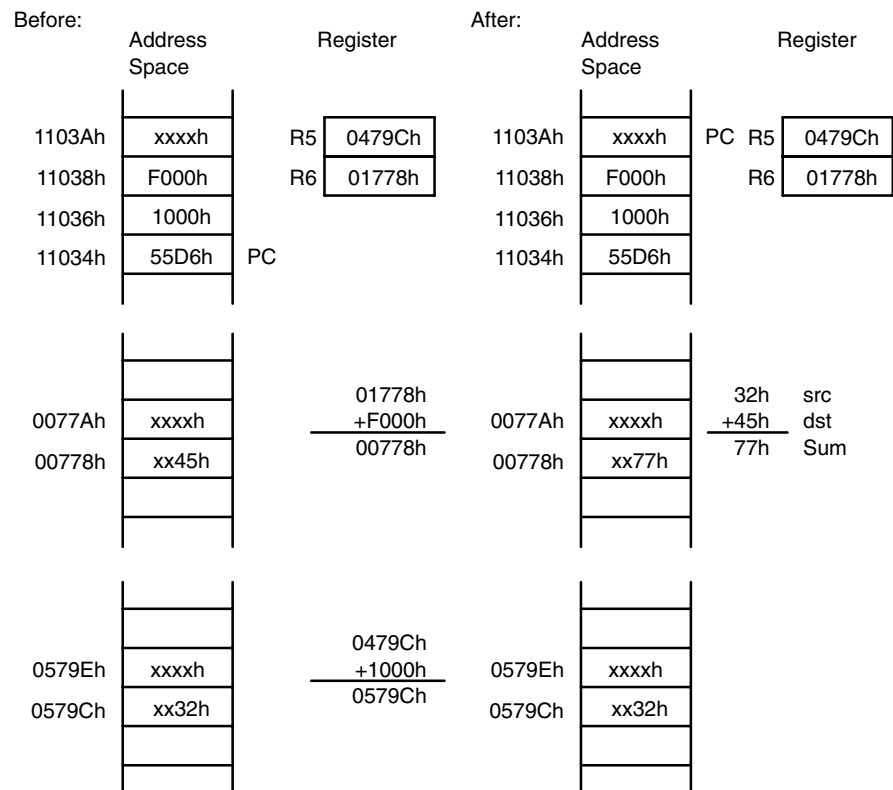 Before:
Address
Space
Register
1103Ah xxxxh R5 0479Ch
11038h F000h R6 01778h
11036h 1000h
11034h 55D6h PC
01778h
0077Ah xxxxh +F000h
00778h xx45h 00778h
0479Ch
0579Eh xxxxh +1000h
0579Ch xx32h 0579Ch
After:
Address
Space
Register
1103Ah xxxxh PC R5 0479Ch
11038h F000h R6 01778h
11036h 1000h
11034h 55D6h
32h src
0077Ah xxxxh +45h dst
00778h xx77h 77h Sum
0579Eh xxxxh
0579Ch xx32h